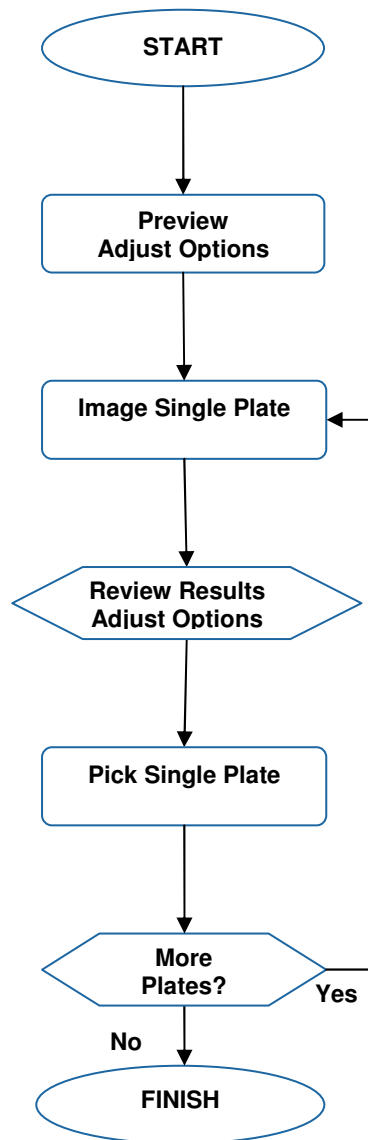 START
Preview
Adjust Options
Image Single Plate
Review Results
Adjust Options
Pick Single Plate
More
Plates?
Yes
No
FINISH